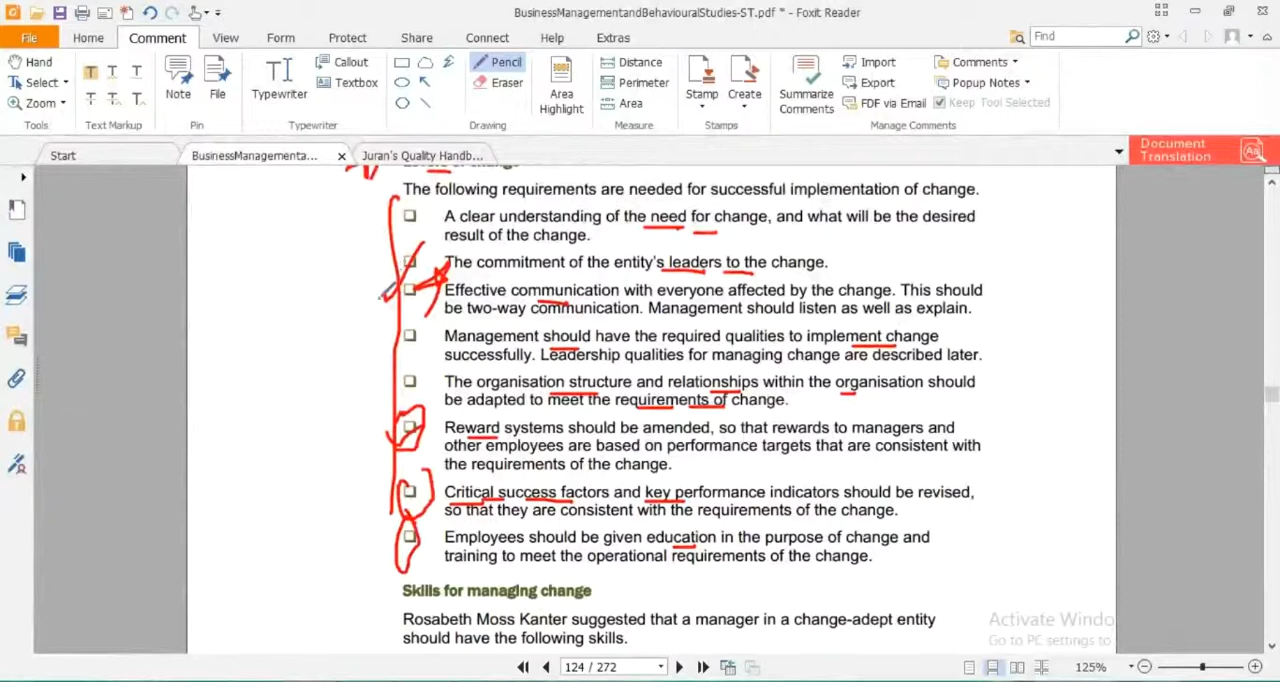 BusinessManagementandBehaviouralStudies-ST.pdf * - Foxit Reader
File Home Comment View Form Protect Share Connect Help Extras Find
Hand
Select
Zoom
Tools
Text Markup
Note
File
Pin
Typewriter
Callout
Textbox
Typewriter
Pencil
Eraser
Drawing
Area
Highlight
Distance
Perimeter
Area
Measure
Stamp
Create
Stamps
Summarize
Comments
Import
Export
FDF via Email
Comments
Popup Notes
Keep Tool Selected
Manage Comments
Start
BusinessManagementa...
Juran's Quality Handb...
Document
Translation
Levels of change
The following requirements are needed for successful implementation of change.
A clear understanding of the need for change, and what will be the desired
result of the change.
The commitment of the entity's leaders to the change.
Effective communication with everyone affected by the change. This should
be two-way communication. Management should listen as well as explain.
Management should have the required qualities to implement change
successfully. Leadership qualities for managing change are described later.
The organisation structure and relationships within the organisation should
be adapted to meet the requirements of change.
Reward systems should be amended, so that rewards to managers and
other employees are based on performance targets that are consistent with
the requirements of the change.
Critical success factors and key performance indicators should be revised,
so that they are consistent with the requirements of the change.
Employees should be given education in the purpose of change and
training to meet the operational requirements of the change.
Skills for managing change
Rosabeth Moss Kanter suggested that a manager in a change-adept entity
should have the following skills.
Activate Windo
Go to PC settings to
124 / 272
125%